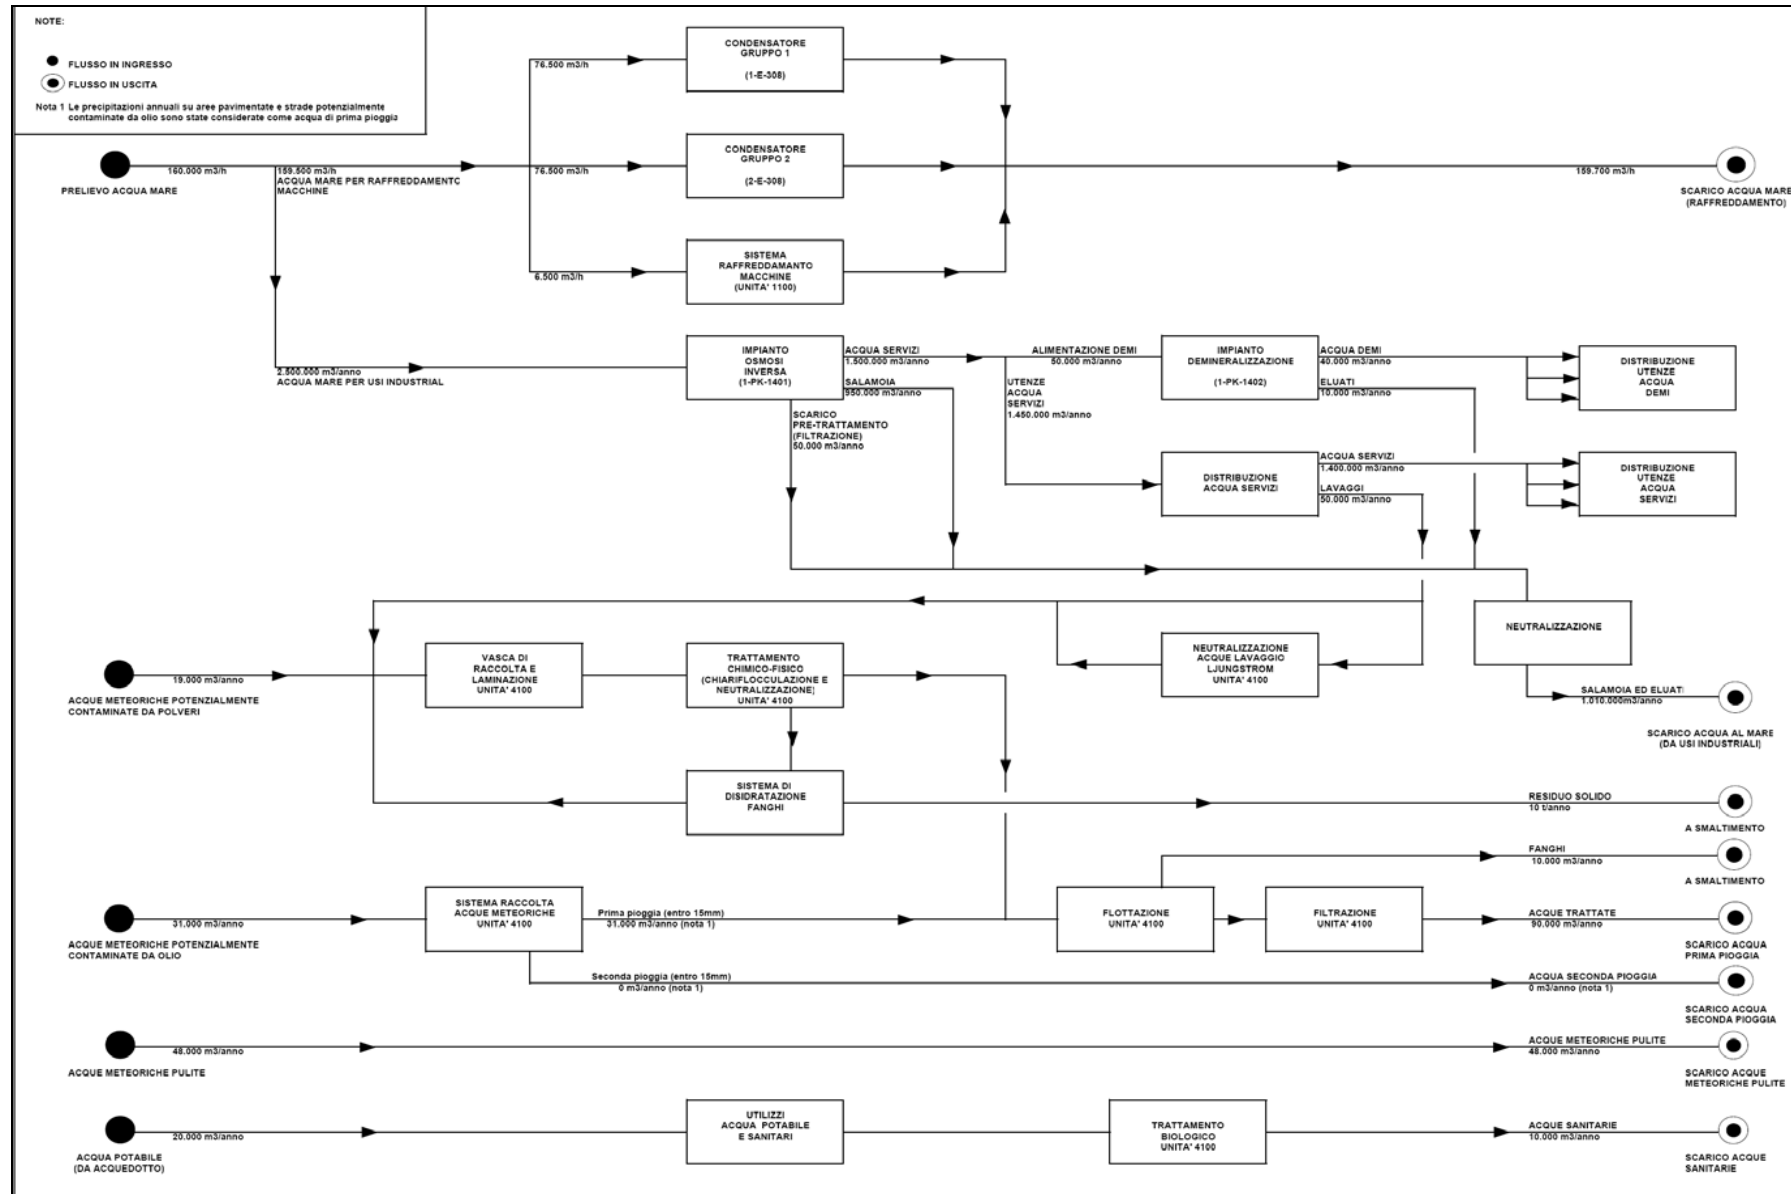 NOTE:
FLUSSO IN INGRESSO
FLUSSO IN USCITA
Nota 1 Le precipitazioni annuali su aree pavimentate e strade potenzialmente
contaminate da olio sono state considerate come acqua di prima pioggia
CONDENSATORE
GRUPPO 1
(1-E-308)
76.500 m3/h
CONDENSATORE
GRUPPO 2
(2-E-308)
160.000 m3/h
159.500 m3/h
ACQUA MARE PER RAFFREDDAMENTO
MACCHINE
76.500 m3/h
159.700 m3/h
PRELIEVO ACQUA MARE
SCARICO ACQUA MARE
(RAFFREDDAMENTO)
SISTEMA
RAFFREDDAMANTO
MACCHINE
(UNITA' 1100)
6.500 m3/h
2.500.000 m3/anno
ACQUA MARE PER USI INDUSTRIAL
IMPIANTO
OSMOSI
INVERSA
(1-PK-1401)
ACQUA SERVIZI
1.500.000 m3/anno
SALAMOIA
950.000 m3/anno
SCARICO
PRE-TRATTAMENTO
(FILTRAZIONE)
50.000 m3/anno
ALIMENTAZIONE DEMI
50.000 m3/anno
UTENZE
ACQUA
SERVIZI
1.450.000 m3/anno
IMPIANTO
DEMINERALIZZAZIONE
(1-PK-1402)
ACQUA DEMI
40.000 m3/anno
ELUATI
10.000 m3/anno
DISTRIBUZIONE
UTENZE
ACQUA
DEMI
DISTRIBUZIONE
ACQUA SERVIZI
ACQUA SERVIZI
1.400.000 m3/anno
LAVAGGI
50.000 m3/anno
DISTRIBUZIONE
UTENZE
ACQUA
SERVIZI
NEUTRALIZZAZIONE
19.000 m3/anno
ACQUE METEORICHE POTENZIALMENTE
CONTAMINATE DA POLVERI
VASCA DI
RACCOLTA E
LAMINAZIONE
UNITA' 4100
TRATTAMENTO
CHIMICO-FISICO
(CHIARIFLOCCULAZIONE E
NEUTRALIZZAZIONE)
UNITA' 4100
NEUTRALIZZAZIONE
ACQUE LAVAGGIO
LJUNGSTROM
UNITA' 4100
SALAMOIA ED ELUATI
1.010.000m3/anno
SCARICO ACQUA AL MARE
(DA USI INDUSTRIALI)
SISTEMA DI
DISIDRATAZIONE
FANGHI
RESIDUO SOLIDO
10 t/anno
A SMALTIMENTO
FANGHI
10.000 m3/anno
A SMALTIMENTO
31.000 m3/anno
ACQUE METEORICHE POTENZIALMENTE
CONTAMINATE DA OLIO
SISTEMA RACCOLTA
ACQUE METEORICHE
UNITA' 4100
Prima pioggia (entro 15mm)
31.000 m3/anno (nota 1)
FLOTTAZIONE
UNITA' 4100
FILTRAZIONE
UNITA' 4100
ACQUE TRATTATE
90.000 m3/anno
SCARICO ACQUA
PRIMA PIOGGIA
Seconda pioggia (entro 15mm)
0 m3/anno (nota 1)
ACQUA SECONDA PIOGGIA
0 m3/anno (nota 1)
SCARICO ACQUA
SECONDA PIOGGIA
48.000 m3/anno
ACQUE METEORICHE PULITE
ACQUE METEORICHE PULITE
48.000 m3/anno
SCARICO ACQUE
METEORICHE PULITE
20.000 m3/anno
ACQUA POTABILE
(DA ACQUEDOTTO)
UTILIZZI
ACQUA POTABILE
E SANITARI
TRATTAMENTO
BIOLOGICO
UNITA' 4100
ACQUE SANITARIE
10.000 m3/anno
SCARICO ACQUE
SANITARIE